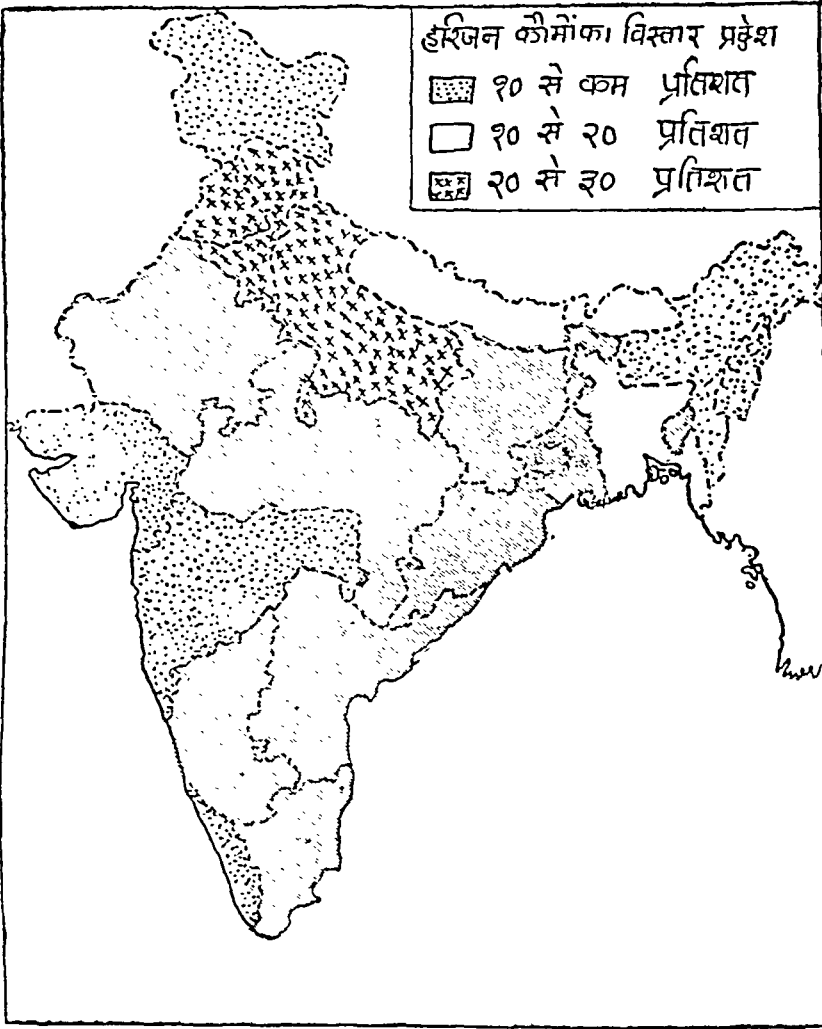 हरिजन कौमोंका विस्तार प्रदेश
१० से कम प्रतिशत
१० से २० प्रतिशत
२० से ३० प्रतिशत